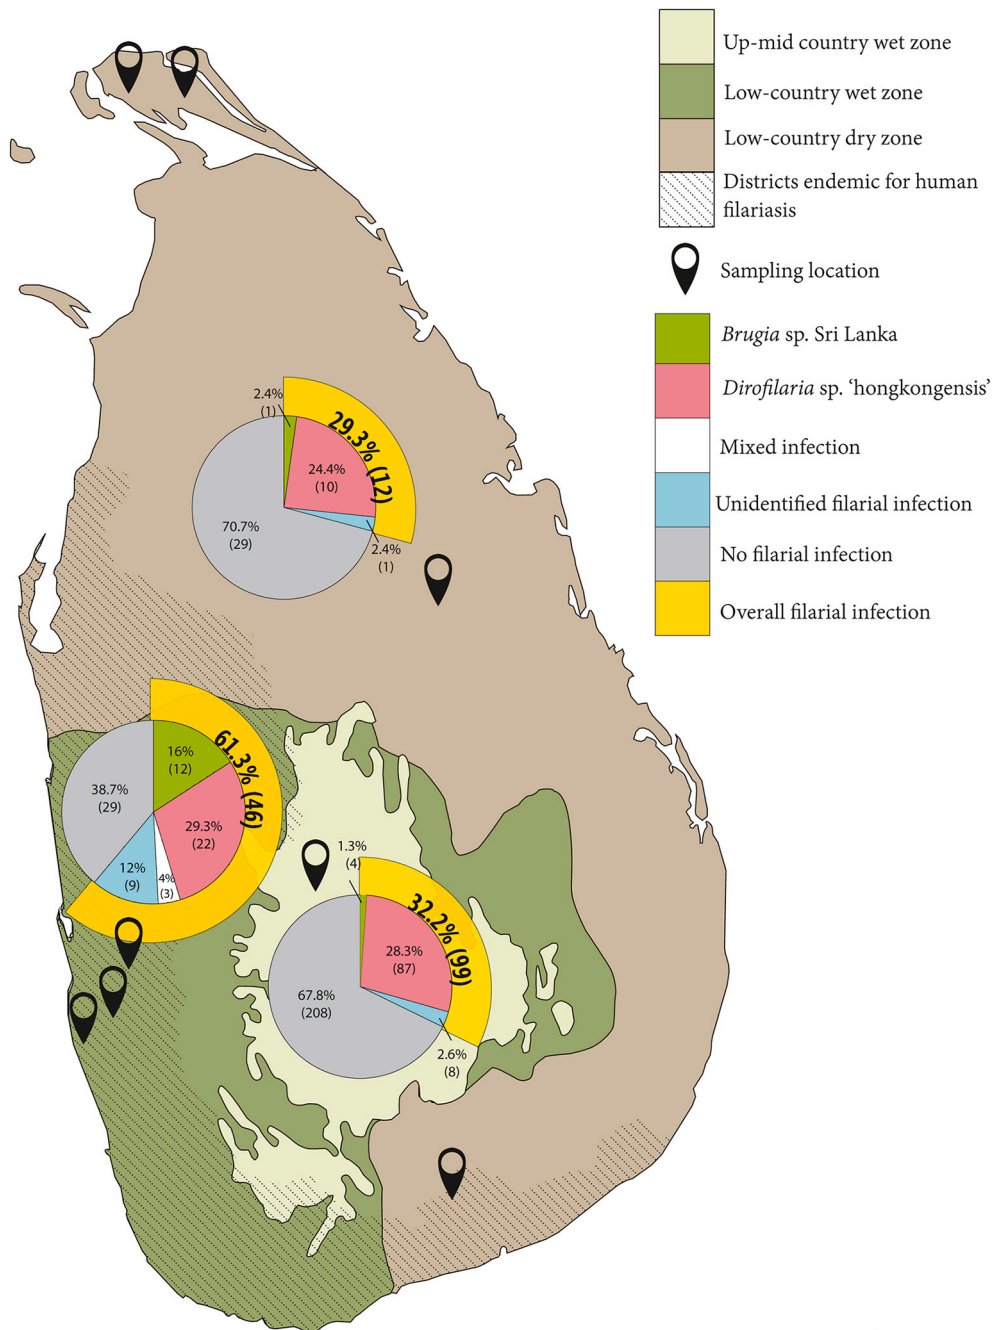 Up-mid country wet zone
Low-country wet zone
Low-country dry zone
Districts endemic for human
filariasis
Sampling location
Brugia sp. Sri Lanka
Dirofilaria sp. ‘hongkongensis’
Mixed infection
Unidentified filarial infection
No filarial infection
Overall filarial infection
2.4%
(1)
29.3% (12)
24.4%
(10)
70.7%
(29)
2.4%
(1)
61.3% (46)
16%
(12)
38.7%
(29)
29.3%
(22)
12%
(9)
4%
(3)
1.3%
(4)
32.2% (99)
28.3%
(87)
67.8%
(208)
2.6%
(8)